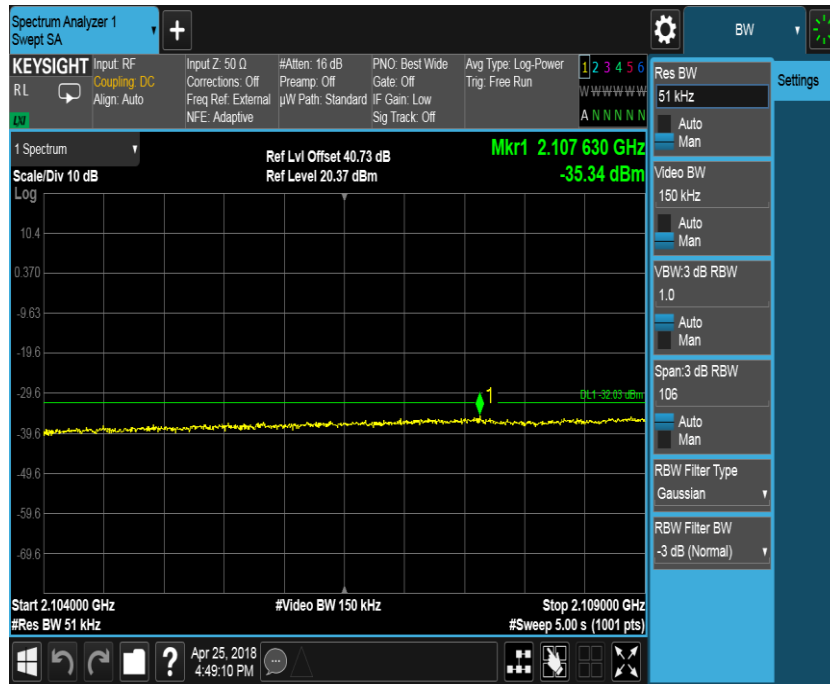 Spectrum Analyzer 1
Swept SA
+
BW
KEYSIGHT
RL
LXI
Input: RF
Coupling: DC
Align: Auto
Input Z: 50 Ω
Corrections: Off
Freq Ref: External
NFE: Adaptive
#Atten: 16 dB
Preamp: Off
µW Path: Standard
PNO: Best Wide
Gate: Off
IF Gain: Low
Sig Track: Off
Avg Type: Log-Power
Trig: Free Run
1 2 3 4 5 6
W W W W W W
A N N N N N
1 Spectrum
Scale/Div 10 dB
Log
Ref Lvl Offset 40.73 dB
Ref Level 20.37 dBm
Mkr1 2.107 630 GHz
-35.34 dBm
10.4
0.370
-9.63
-19.6
-29.6
-39.6
-49.6
-59.6
-69.6
1
DL1 -32.03 dBm
Start 2.104000 GHz
#Res BW 51 kHz
#Video BW 150 kHz
Stop 2.109000 GHz
#Sweep 5.00 s (1001 pts)
?
Apr 25, 2018
4:49:10 PM
Res BW
51 kHz
Auto
Man
Video BW
150 kHz
Auto
Man
VBW:3 dB RBW
1.0
Auto
Man
Span:3 dB RBW
106
Auto
Man
RBW Filter Type
Gaussian
RBW Filter BW
-3 dB (Normal)
Settings